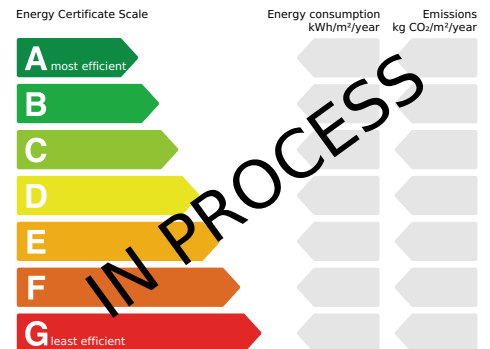 Energy Certificate Scale
Energy consumption
kWh/m²/year
Emissions
kg CO₂/m²/year
A most efficient
B
C
D
E
F
G least efficient
IN PROCESS